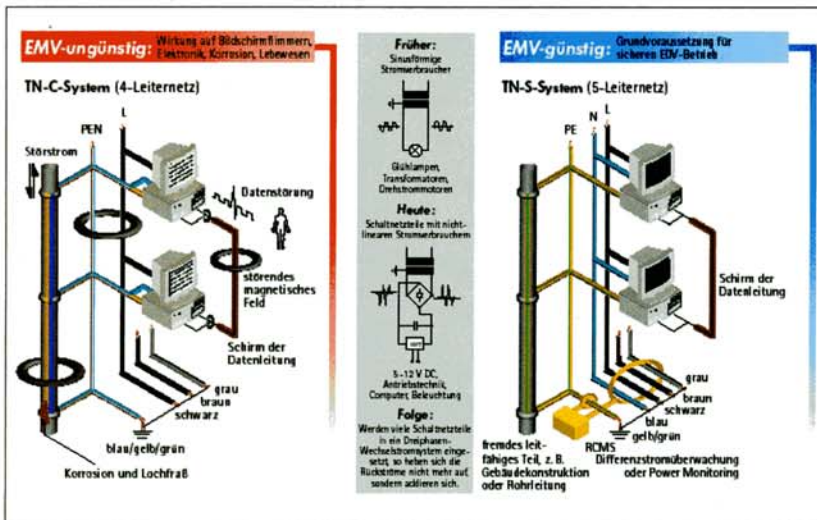 EMV-ungünstig: Wirkung auf Bildschirmflimmern,
Elektronik, Korrosion, Lebewesen
TN-C-System (4-Leiternetz)
L
PEN
Störstrom
Datenstörung
störendes
magnetisches
Feld
Schirm der
Datenleitung
grau
braun
schwarz
blau/gelb/grün
Korrosion und Lochfraß
Früher:
Sinusförmige
Stromverbraucher
Glühlampen,
Transformatoren,
Drehstrommotoren
Heute:
Schaltnetzteile mit nicht-
linearen Stromverbrauchern
5-12 V DC,
Antriebstechnik,
Computer, Beleuchtung
Folge:
Werden viele Schaltnetzteile
in ein Dreiphasen-
Wechselstromsystem einge-
setzt, so heben sich die
Rückströme nicht mehr auf,
sondern addieren sich.
EMV-günstig: Grundvoraussetzung für
sicheren EDV-Betrieb
TN-S-System (5-Leiternetz)
L
N
PE
Schirm der
Datenleitung
grau
braun
schwarz
blau
gelb/grün
RCMS
fremdes leit-
fähiges Teil, z. B.
Gebäudekonstruktion
oder Rohrleitung
Differenzstromüberwachung
oder Power Monitoring